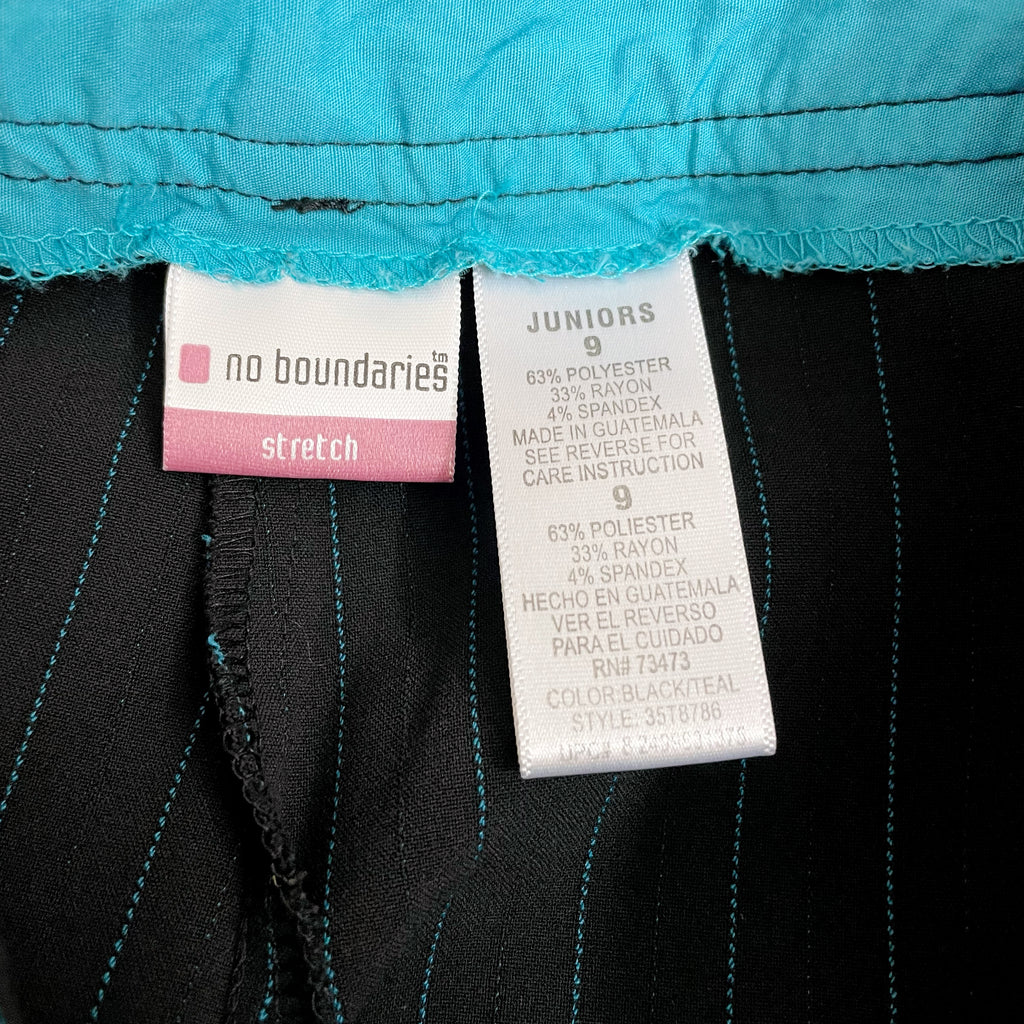 no boundaries tm
stretch
JUNIORS
9
63% POLYESTER
33% RAYON
4% SPANDEX
MADE IN GUATEMALA
SEE REVERSE FOR
CARE INSTRUCTION
9
63% POLIESTER
33% RAYON
4% SPANDEX
HECHO EN GUATEMALA
VER EL REVERSO
PARA EL CUIDADO
RN# 73473
COLOR:BLACK/TEAL
STYLE: 35T8786
UPC#